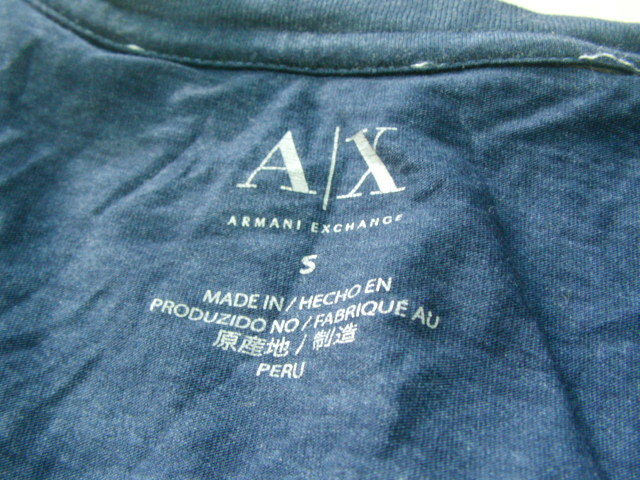 A|X
ARMANI EXCHANGE
S
MADE IN / HECHO EN
PRODUZIDO NO / FABRIQUE AU
原産地 / 制造
PERU